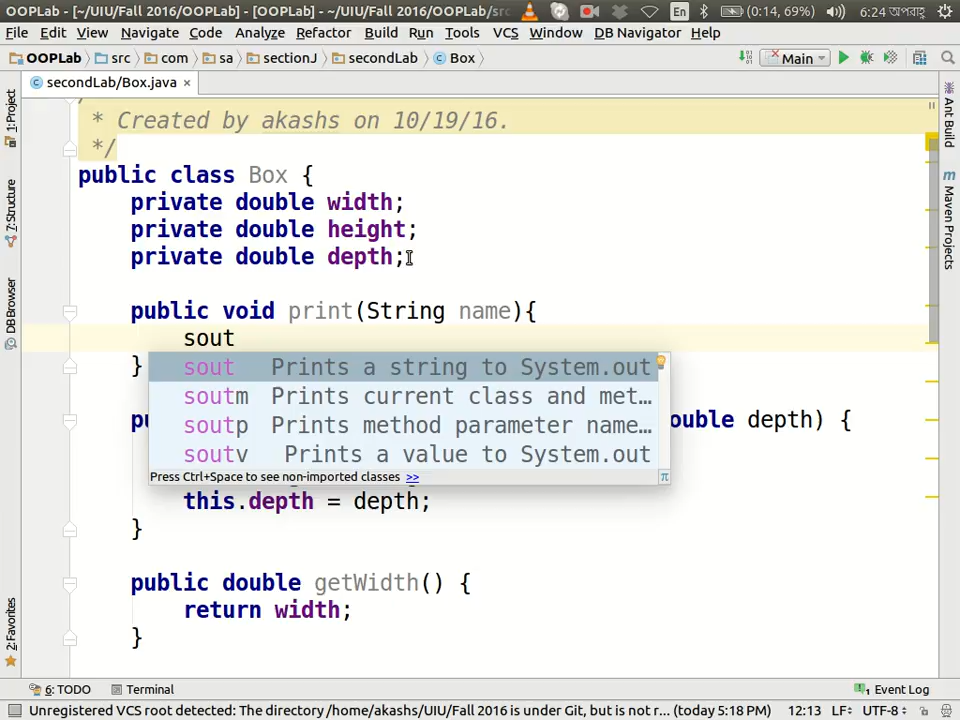 OOPLab - [~/UIU/Fall 2016/OOPLab] - [OOPLab] - ~/UIU/Fall 2016/OOPLab/src
En
(0:14, 69%)
6:24 অপরাহ্ণ
File Edit View Navigate Code Analyze Refactor Build Run Tools VCS Window DB Navigator Help
OOPLab src com sa sectionJ secondLab Box Main
secondLab/Box.java
1:Project
7:Structure
DB Browser
2:Favorites
Ant Build
Maven Projects
* Created by akashs on 10/19/16.
*/
public class Box {
private double width;
private double height;
private double depth;
public void print(String name){
sout
}
sout Prints a string to System.out
soutm Prints current class and met…
soutp Prints method parameter name…
soutv Prints a value to System.out
Press Ctrl+Space to see non-imported classes >>
π
double depth) {
this.depth = depth;
}
public double getWidth() {
return width;
}
6: TODO Terminal 1 Event Log
Unregistered VCS root detected: The directory /home/akashs/UIU/Fall 2016 is under Git, but is not r... (today 5:18 PM) 12:13 LF UTF-8